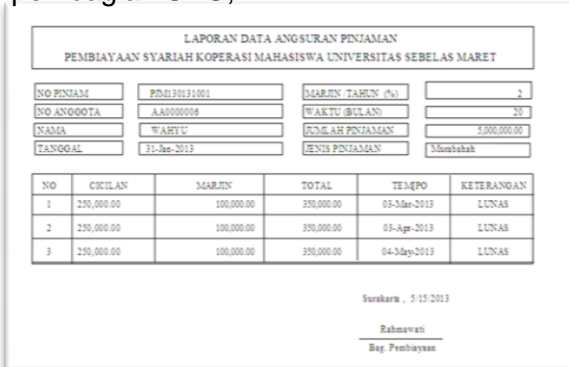 LAPORAN DATA ANGSURAN PINJAMAN
PEMBIAYAAN SYARIAH KOPERASI MAHASISWA UNIVERSITAS SEBELAS MARET
NO PINJAM PJM130131001 MARJIN /TAHUN (%) 2
NO ANGGOTA AA0000006 WAKTU (BULAN) 20
NAMA WAHYU JUMLAH PINJAMAN 5,000,000.00
TANGGAL 31-Jan-2013 JENIS PINJAMAN Murabahah
NO CICILAN MARJIN TOTAL TEMPO KETERANGAN
1 250,000.00 100,000.00 350,000.00 03-Mar-2013 LUNAS
2 250,000.00 100,000.00 350,000.00 03-Apr-2013 LUNAS
3 250,000.00 100,000.00 350,000.00 04-May-2013 LUNAS
Surakarta , 5/15/2013
Rahmawati
Bag. Pembiayaan